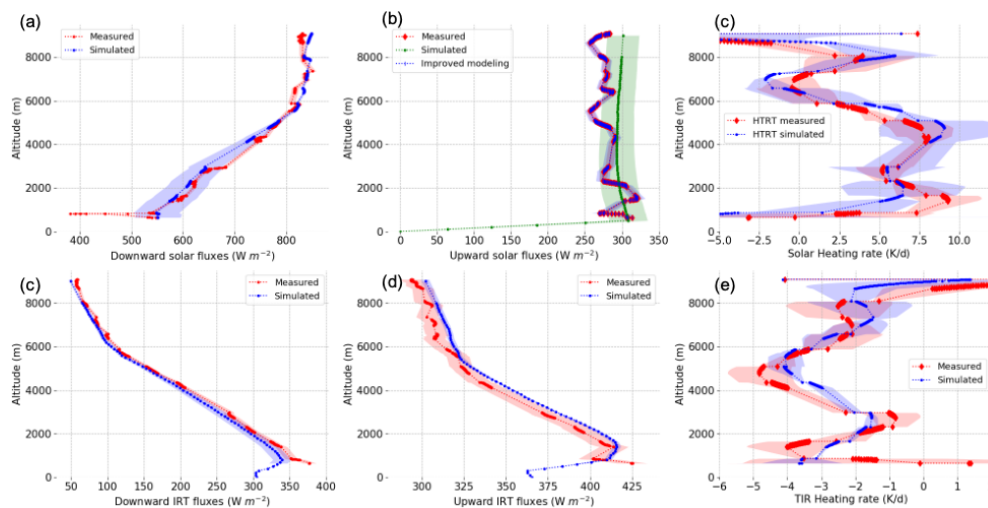 (a)
Measured
Simulated
Altitude (m)
8000
6000
4000
2000
0
400 500 600 700 800
Downward solar fluxes (W m⁻²)
(b)
Measured
Simulated
Improved modeling
Altitude (m)
8000
6000
4000
2000
0
0 50 100 150 200 250 300
Upward solar fluxes (W m⁻²)
(c)
HTRT measured
HTRT simulated
Altitude (m)
8000
6000
4000
2000
0
−5.0 −2.5 0.0 2.5 5.0 7.5 10.0
Solar Heating rate (K/d)
(c)
Measured
Simulated
Altitude (m)
8000
6000
4000
2000
0
50 100 150 200 250 300 350 400
Downward IRT fluxes (W m⁻²)
(d)
Measured
Simulated
Altitude (m)
8000
6000
4000
2000
0
300 325 350 375 400 425
Upward IRT fluxes (W m⁻²)
(e)
Measured
Simulated
Altitude (m)
8000
6000
4000
2000
0
−6 −5 −4 −3 −2 −1 0 1
TIR Heating rate (K/d)